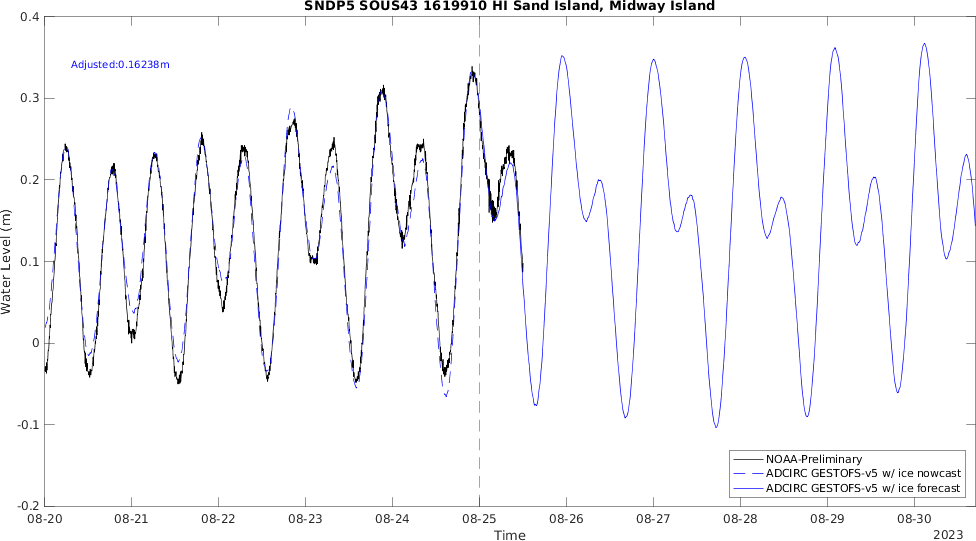 SNDP5 SOUS43 1619910 HI Sand Island, Midway Island
0.4
Adjusted:0.16238m
0.3
0.2
0.1
0
-0.1
-0.2
Water Level (m)
NOAA-Preliminary
ADCIRC GESTOFS-v5 w/ ice nowcast
ADCIRC GESTOFS-v5 w/ ice forecast
08-20 08-21 08-22 08-23 08-24 08-25 08-26 08-27 08-28 08-29 08-30
Time
2023